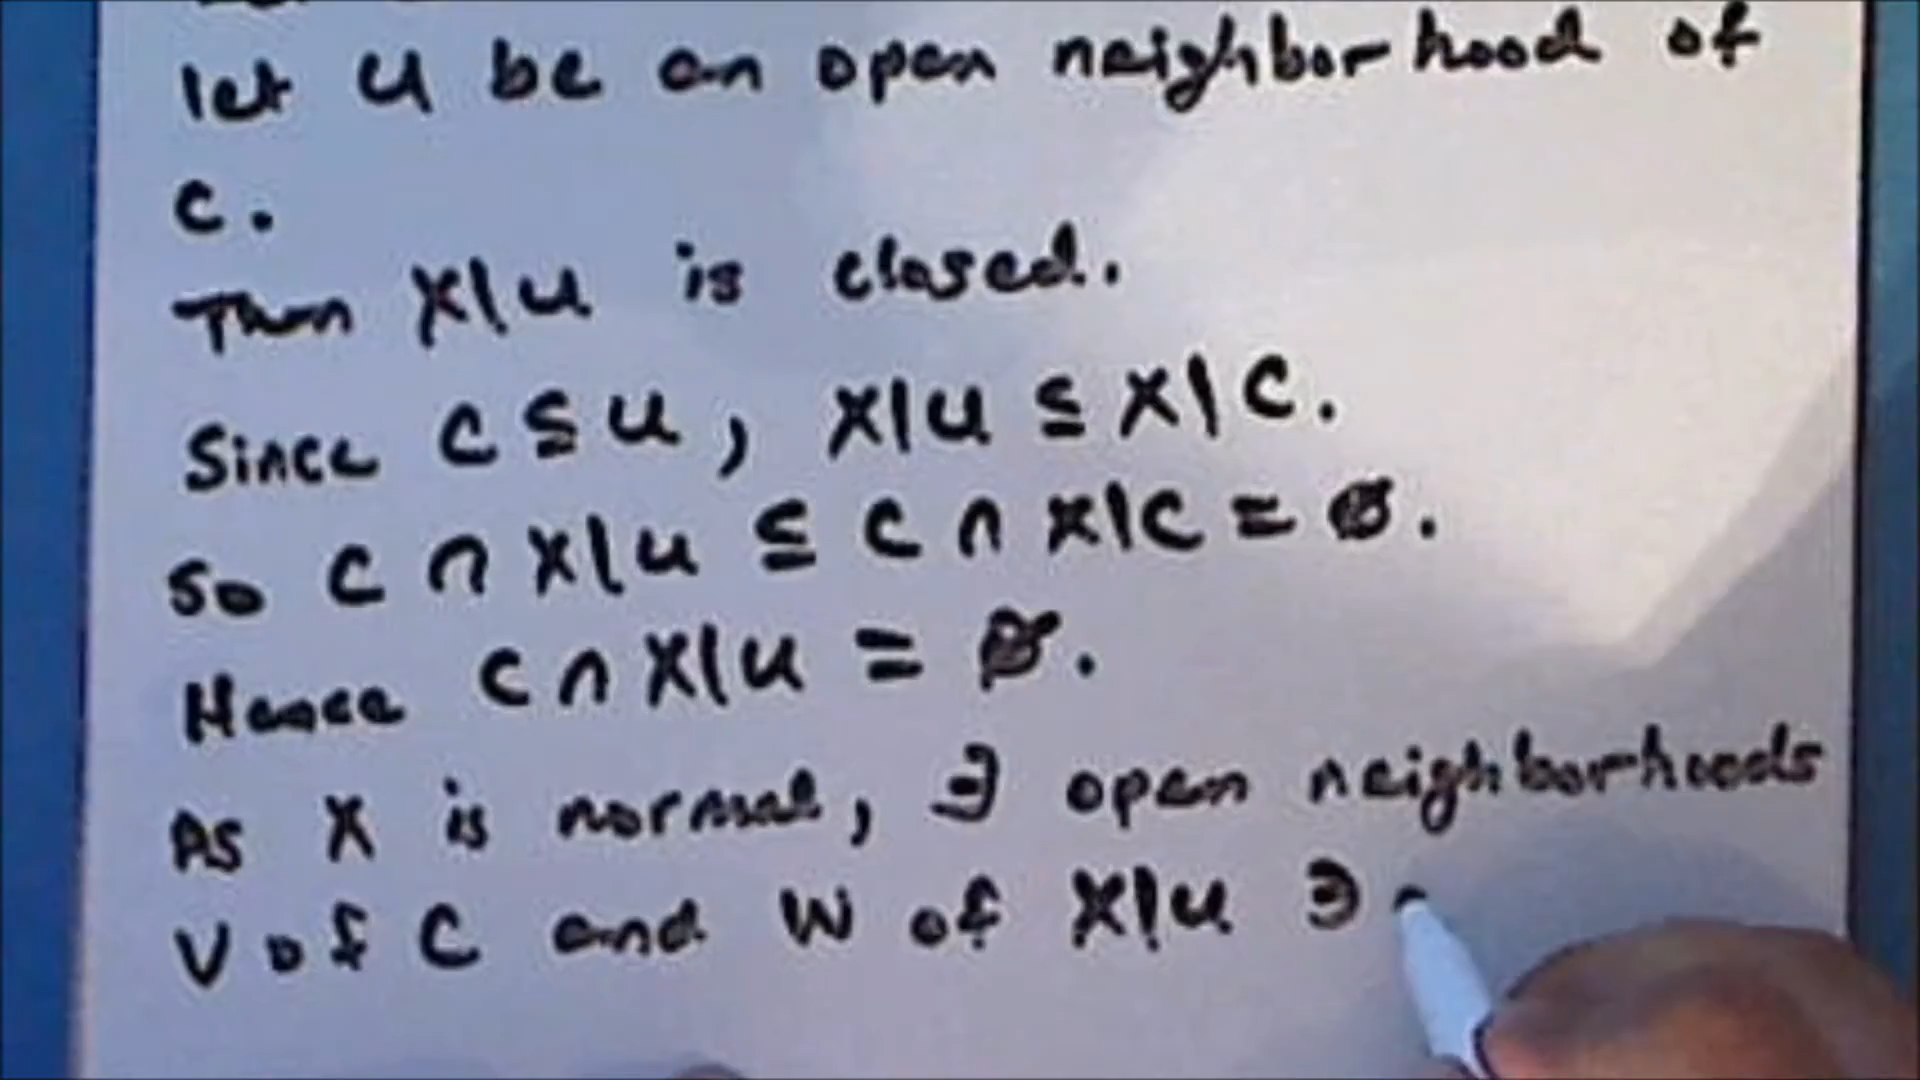 let U be an open neighborhood of
C.
Then X\U is closed.
Since C ⊆ U, X\U ⊆ X\C.
So C ∩ X\U ⊆ C ∩ X\C = ∅.
Hence C ∩ X\U = ∅.
As X is normal, ∃ open neighborhoods
V of C and W of X\U ∋